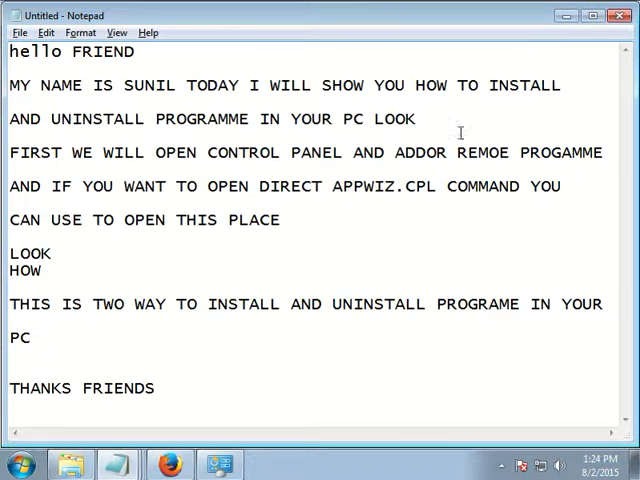 Untitled - Notepad
File Edit Format View Help
hello FRIEND
MY NAME IS SUNIL TODAY I WILL SHOW YOU HOW TO INSTALL
AND UNINSTALL PROGRAMME IN YOUR PC LOOK
FIRST WE WILL OPEN CONTROL PANEL AND ADDOR REMOE PROGAMME
AND IF YOU WANT TO OPEN DIRECT APPWIZ.CPL COMMAND YOU
CAN USE TO OPEN THIS PLACE
LOOK
HOW
THIS IS TWO WAY TO INSTALL AND UNINSTALL PROGRAME IN YOUR
PC
THANKS FRIENDS
1:24 PM
8/2/2015